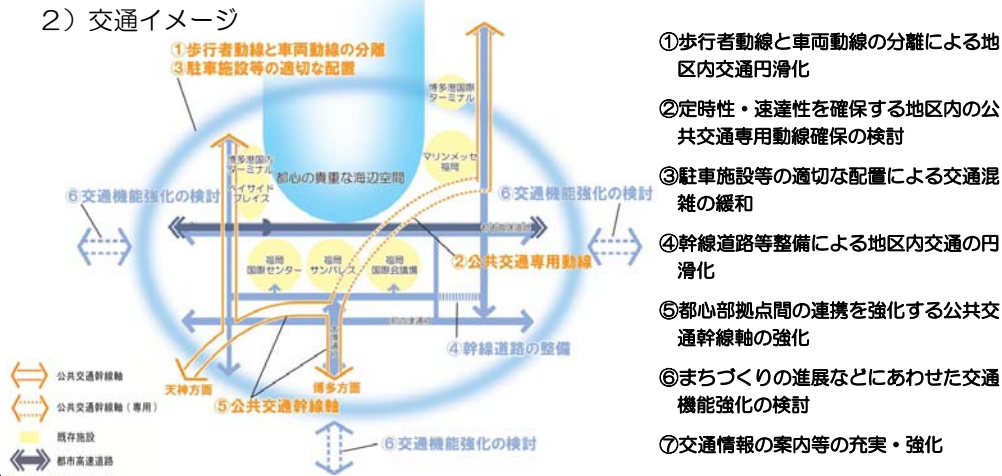 2）交通イメージ
①歩行者動線と車両動線の分離
③駐車施設等の適切な配置
博多港国際
ターミナル
博多港国内
ターミナル
ベイサイド
プレイス
都心の貴重な海辺空間
マリンメッセ
福岡
⑥交通機能強化の検討
⑥交通機能強化の検討
都市高速道路
福岡
国際センター
福岡
サンパレス
福岡
国際会議場
②公共交通専用動線
④幹線道路の整備
天神方面
博多方面
⑤公共交通幹線軸
⑥交通機能強化の検討
公共交通幹線軸
公共交通幹線軸（専用）
既存施設
都市高速道路
①歩行者動線と車両動線の分離による地
区内交通円滑化
②定時性・速達性を確保する地区内の公
共交通専用動線確保の検討
③駐車施設等の適切な配置による交通混
雑の緩和
④幹線道路等整備による地区内交通の円
滑化
⑤都心部拠点間の連携を強化する公共交
通幹線軸の強化
⑥まちづくりの進展などにあわせた交通
機能強化の検討
⑦交通情報の案内等の充実・強化